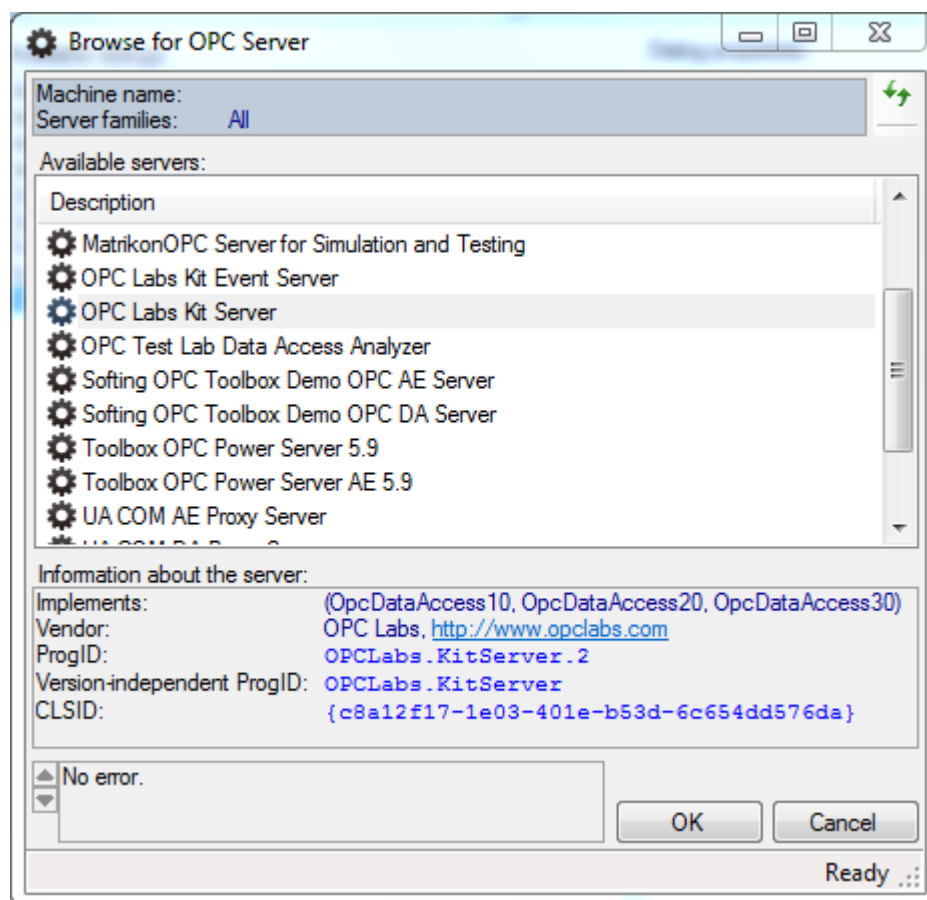 Browse for OPC Server
Machine name:
Server families: All
Available servers:
Description
MatrikonOPC Server for Simulation and Testing
OPC Labs Kit Event Server
OPC Labs Kit Server
OPC Test Lab Data Access Analyzer
Softing OPC Toolbox Demo OPC AE Server
Softing OPC Toolbox Demo OPC DA Server
Toolbox OPC Power Server 5.9
Toolbox OPC Power Server AE 5.9
UA COM AE Proxy Server
Information about the server:
Implements: (OpcDataAccess10, OpcDataAccess20, OpcDataAccess30)
Vendor: OPC Labs, http://www.opclabs.com
ProgID: OPCLabs.KitServer.2
Version-independent ProgID: OPCLabs.KitServer
CLSID: {c8a12f17-1e03-401e-b53d-6c654dd576da}
No error.
OK Cancel
Ready